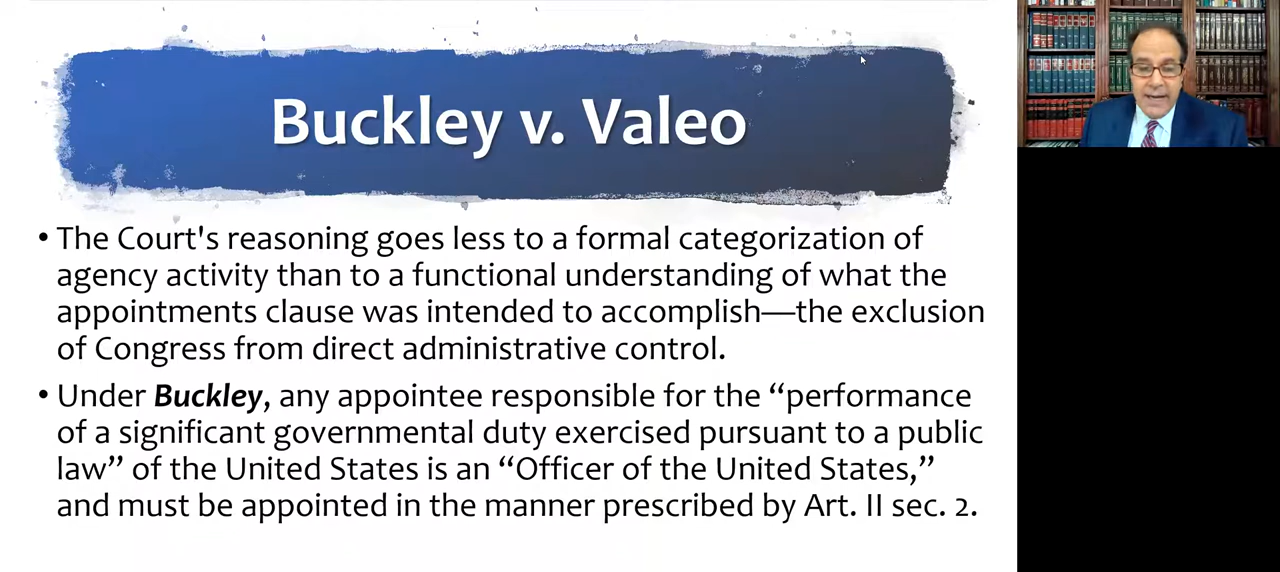 Buckley v. Valeo
• The Court's reasoning goes less to a formal categorization of
agency activity than to a functional understanding of what the
appointments clause was intended to accomplish—the exclusion
of Congress from direct administrative control.
• Under Buckley, any appointee responsible for the “performance
of a significant governmental duty exercised pursuant to a public
law” of the United States is an “Officer of the United States,”
and must be appointed in the manner prescribed by Art. II sec. 2.